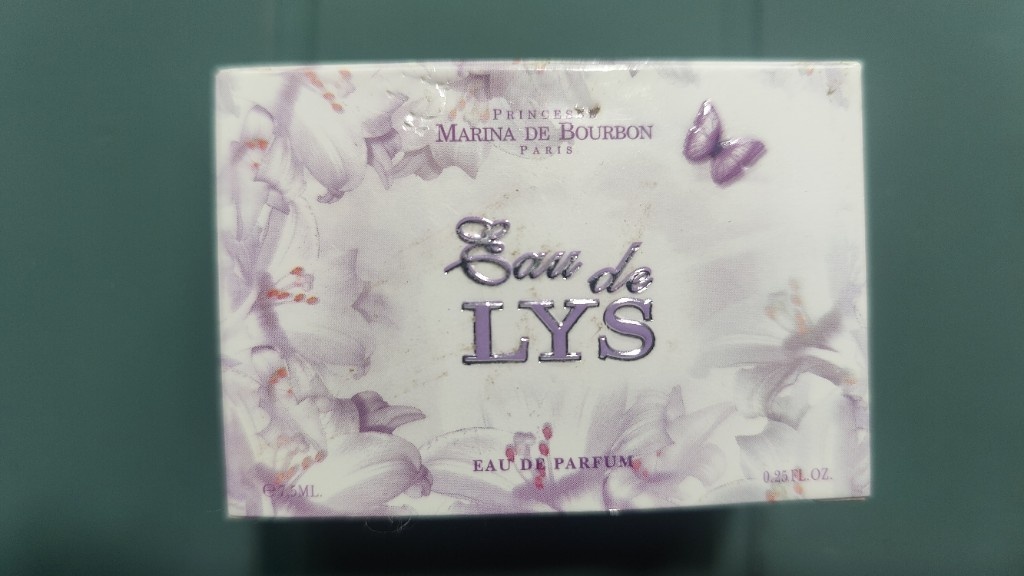 PRINCESSE
MARINA DE BOURBON
PARIS
Eau de
LYS
EAU DE PARFUM
℮ 7.5ML.
0.25 FL.OZ.